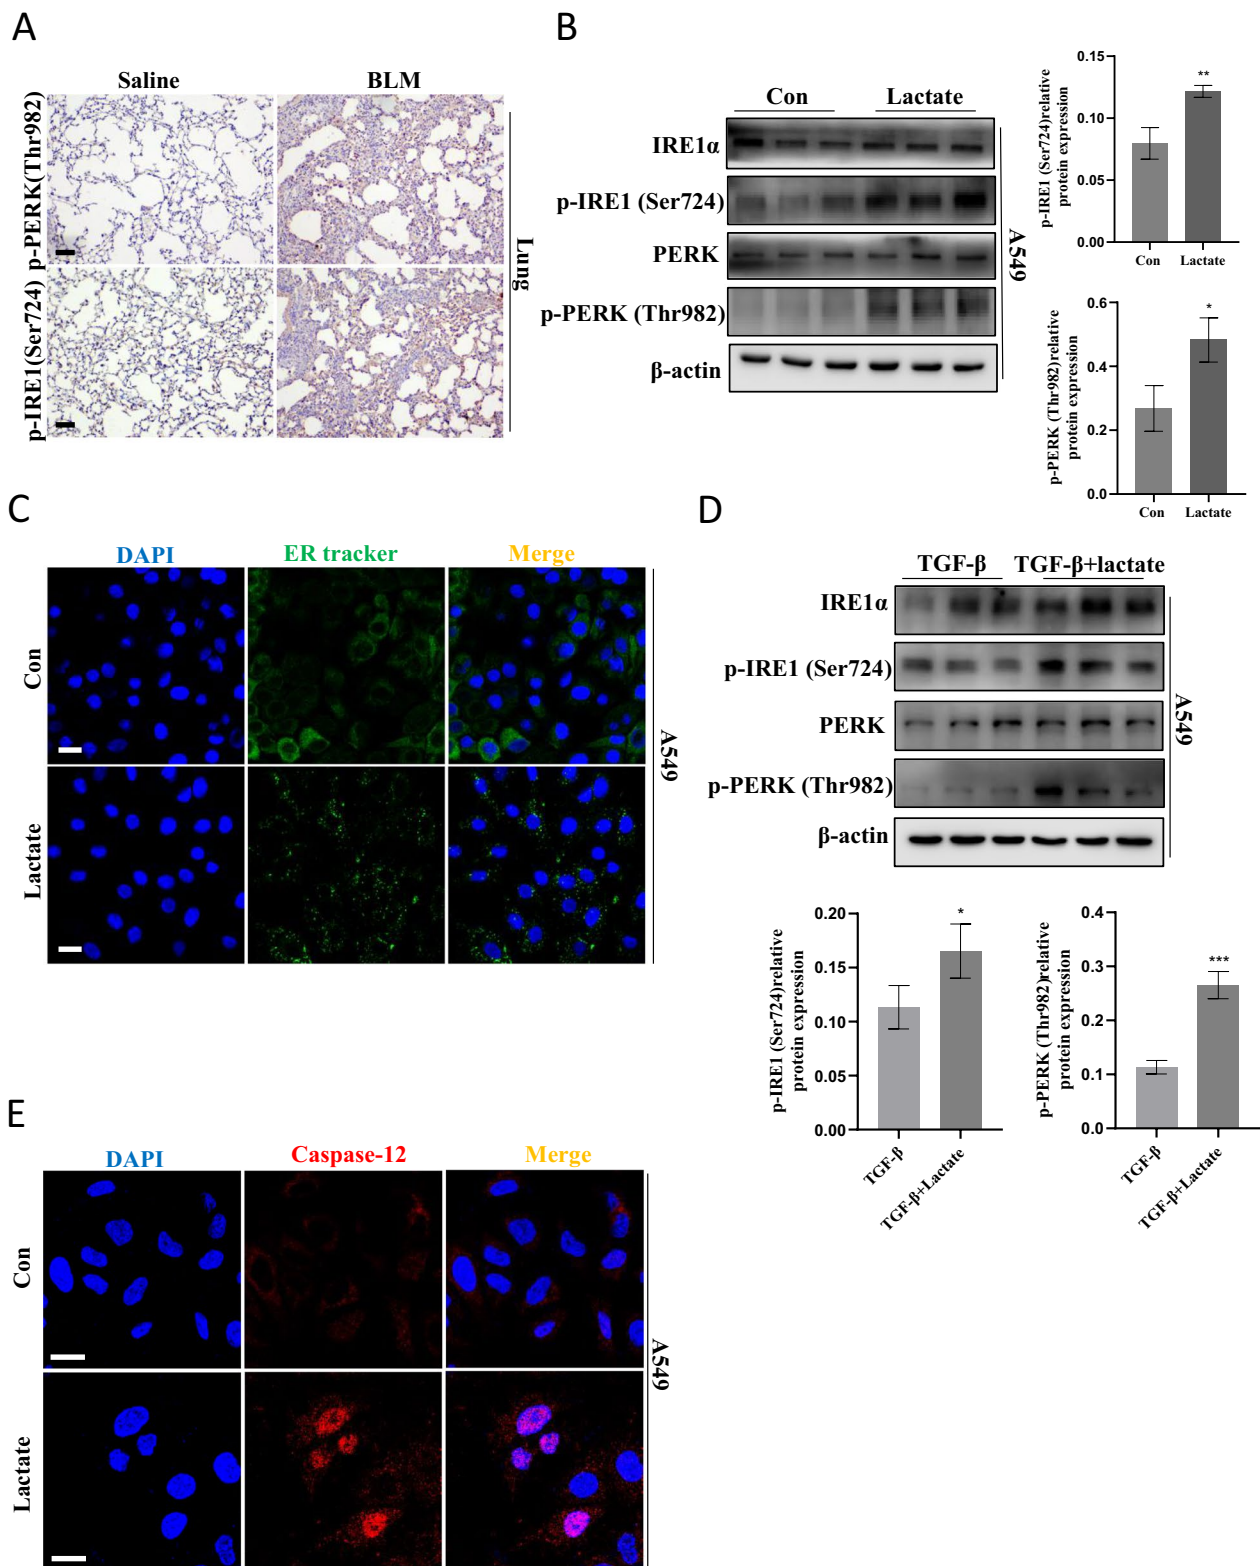 A
Saline
BLM
p-PERK(Thr982)
p-IRE1(Ser724)
Lung
B
Con
Lactate
IRE1α
p-IRE1 (Ser724)
PERK
p-PERK (Thr982)
β-actin
A549
p-IRE1 (Ser724)relative
protein expression
0.15
0.10
0.05
0.00
**
Con
Lactate
p-PERK (Thr982)relative
protein expression
0.6
0.4
0.2
0.0
*
Con
Lactate
C
DAPI
ER tracker
Merge
Con
Lactate
A549
D
TGF-β
TGF-β+lactate
IRE1α
p-IRE1 (Ser724)
PERK
p-PERK (Thr982)
β-actin
A549
p-IRE1 (Ser724)relative
protein expression
0.20
0.15
0.10
0.05
0.00
*
TGF-β
TGF-β+Lactate
p-PERK (Thr982)relative
protein expression
0.4
0.3
0.2
0.1
0.0
***
TGF-β
TGF-β+Lactate
E
DAPI
Caspase-12
Merge
Con
Lactate
A549